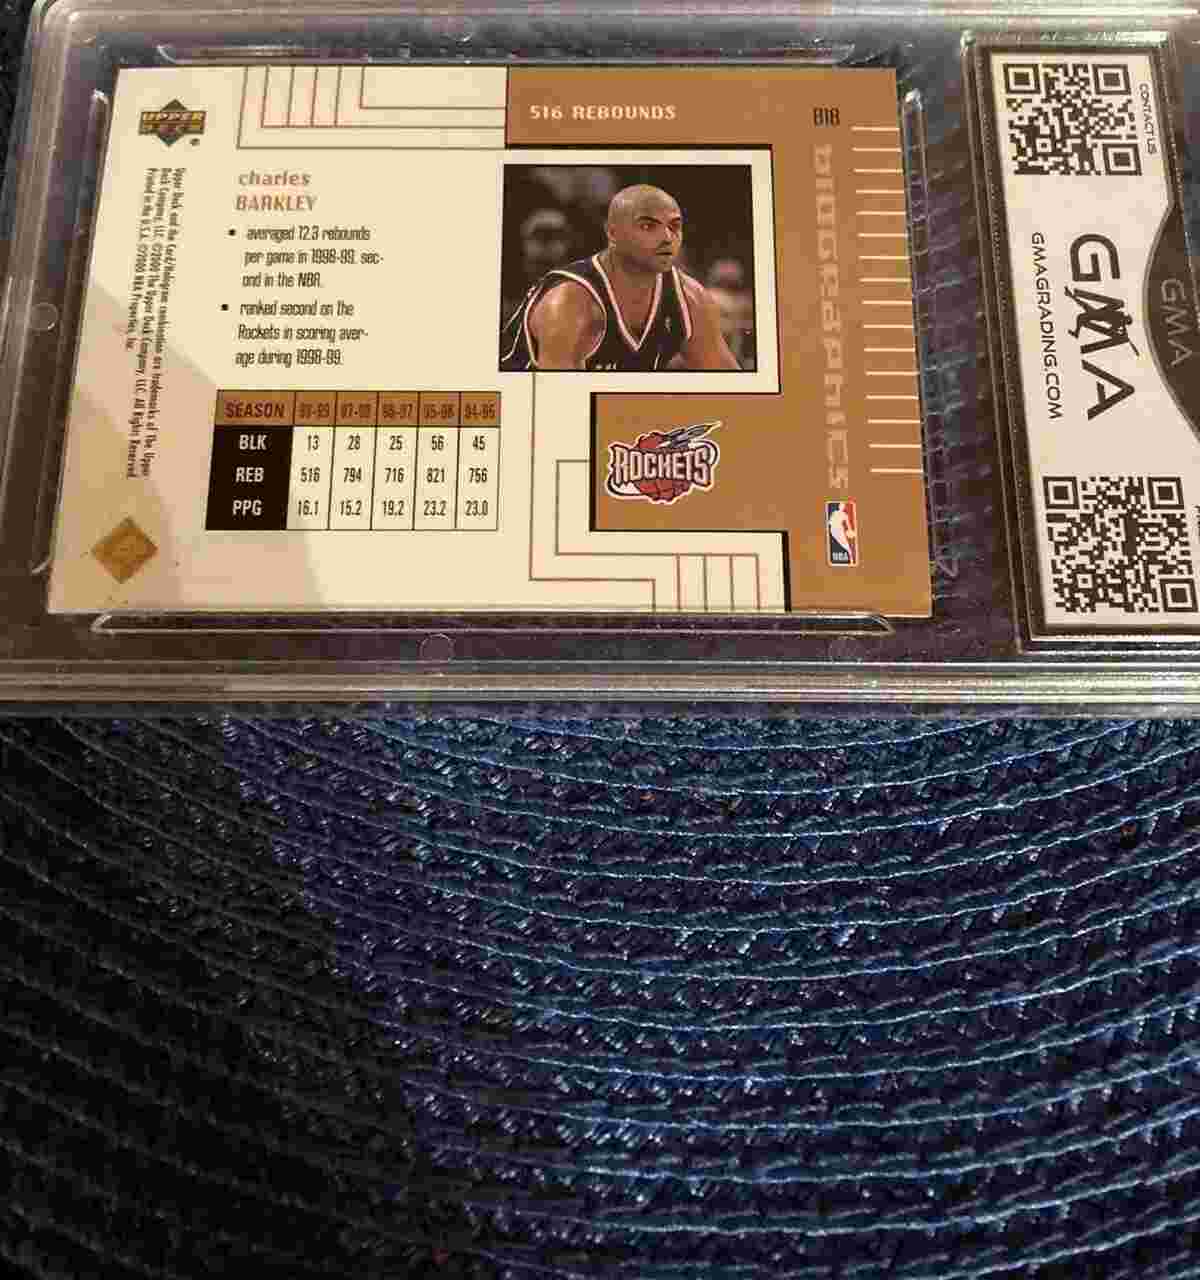 UPPER
DECK
®
516 REBOUNDS
B18
charles
BARKLEY
• averaged 12.3 rebounds
per game in 1998-99, sec-
ond in the NBA.
• ranked second on the
Rockets in scoring aver-
age during 1998-99.
SEASON 98-99 97-98 96-97 95-96 94-95
BLK 13 28 25 56 45
REB 516 794 716 821 756
PPG 16.1 15.2 19.2 23.2 23.0
ROCKETS
BIOGRAPHICS
NBA
Upper Deck and the Card/Hologram combination are trademarks of The Upper
Deck Company, LLC. ©2000 The Upper Deck Company, LLC. All Rights Reserved.
Printed in the U.S.A. ©2000 NBA Properties, Inc.
CONTACT US
GMA
GMA
GMAGRADING.COM